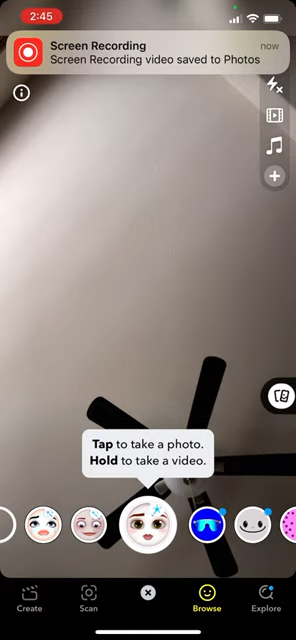 2:45
Screen Recording
now
Screen Recording video saved to Photos
Tap to take a photo.
Hold to take a video.
Create
Scan
Browse
Explore